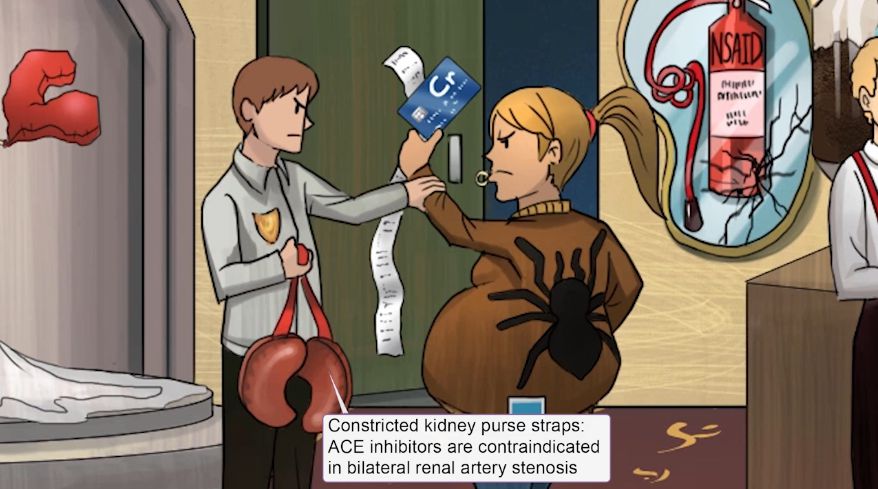 Cr
NSAID
Constricted kidney purse straps:
ACE inhibitors are contraindicated
in bilateral renal artery stenosis